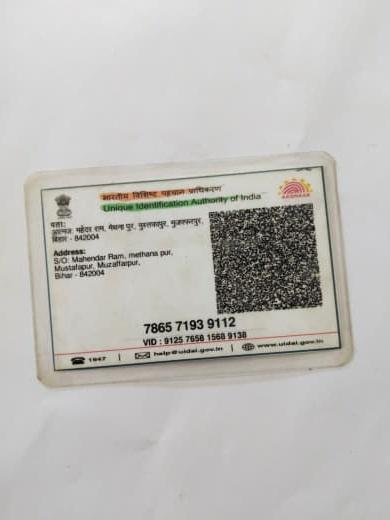 भारतीय विशिष्ट पहचान प्राधिकरण
Unique Identification Authority of India
AADHAAR
पता:
आत्मज: महेंदर राम, मेथना पुर, मुस्तफापुर, मुजफ्फरपुर,
बिहार - 842004
Address:
S/O: Mahendar Ram, methana pur,
Mustafapur, Muzaffarpur,
Bihar - 842004
7865 7193 9112
VID : 9125 7658 1568 9138
1947 | help@uidai.gov.in | www.uidai.gov.in